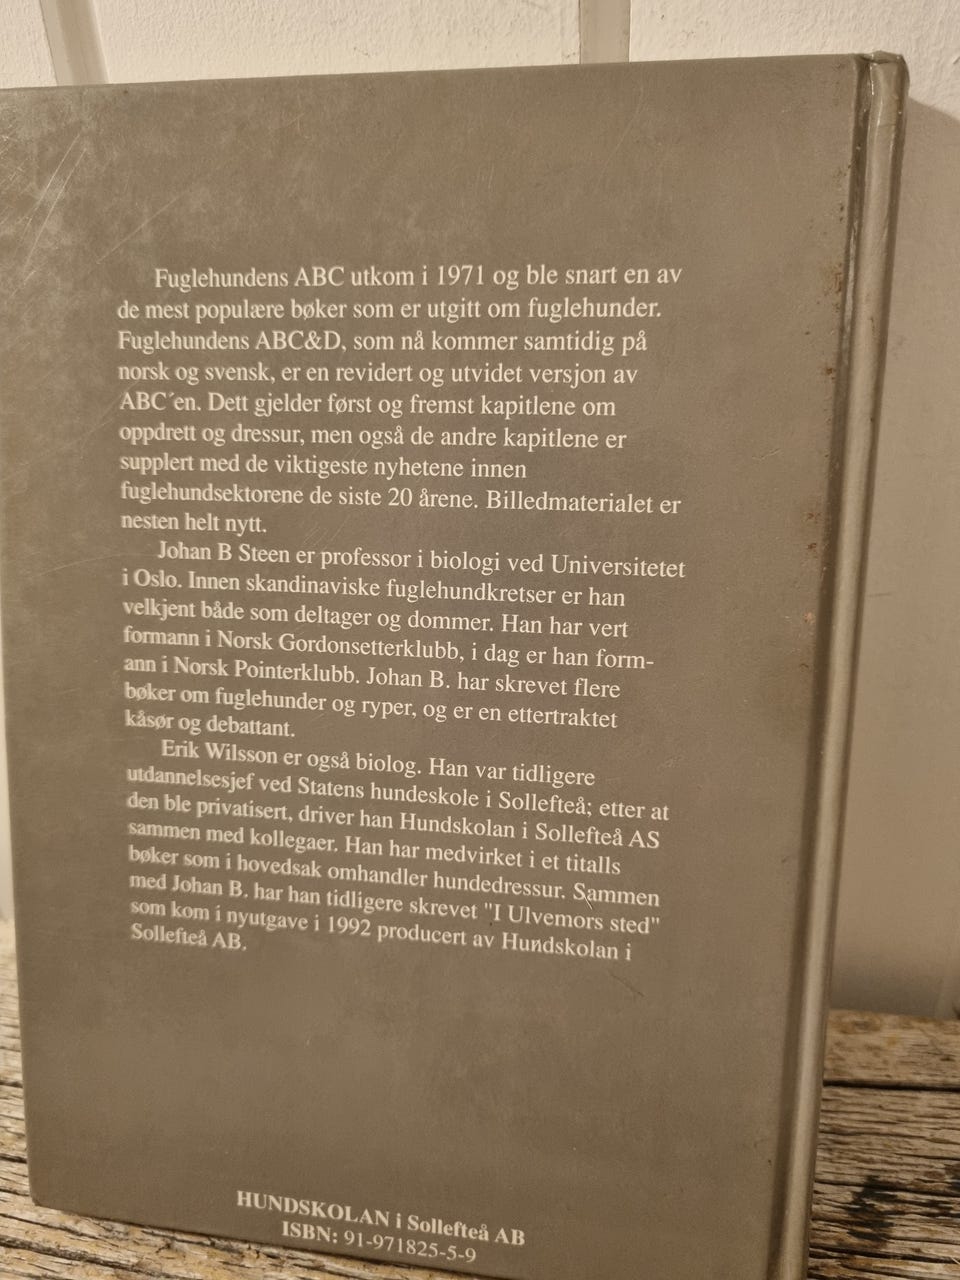 Fuglehundens ABC utkom i 1971 og ble snart en av
de mest populære bøker som er utgitt om fuglehunder.
Fuglehundens ABC&D, som nå kommer samtidig på
norsk og svensk, er en revidert og utvidet versjon av
ABC´en. Dett gjelder først og fremst kapitlene om
oppdrett og dressur, men også de andre kapitlene er
supplert med de viktigeste nyhetene innen
fuglehundsektorene de siste 20 årene. Billedmaterialet er
nesten helt nytt.
Johan B Steen er professor i biologi ved Universitetet
i Oslo. Innen skandinaviske fuglehundkretser er han
velkjent både som deltager og dommer. Han har vert
formann i Norsk Gordonsetterklubb, i dag er han form-
ann i Norsk Pointerklubb. Johan B. har skrevet flere
bøker om fuglehunder og ryper, og er en ettertraktet
kåsør og debattant.
Erik Wilsson er også biolog. Han var tidligere
utdannelsesjef ved Statens hundeskole i Sollefteå; etter at
den ble privatisert, driver han Hundskolan i Sollefteå AS
sammen med kollegaer. Han har medvirket i et titalls
bøker som i hovedsak omhandler hundedressur. Sammen
med Johan B. har han tidligere skrevet "I Ulvemors sted"
som kom i nyutgave i 1992 producert av Hundskolan i
Sollefteå AB.
HUNDSKOLAN i Sollefteå AB
ISBN: 91-971825-5-9